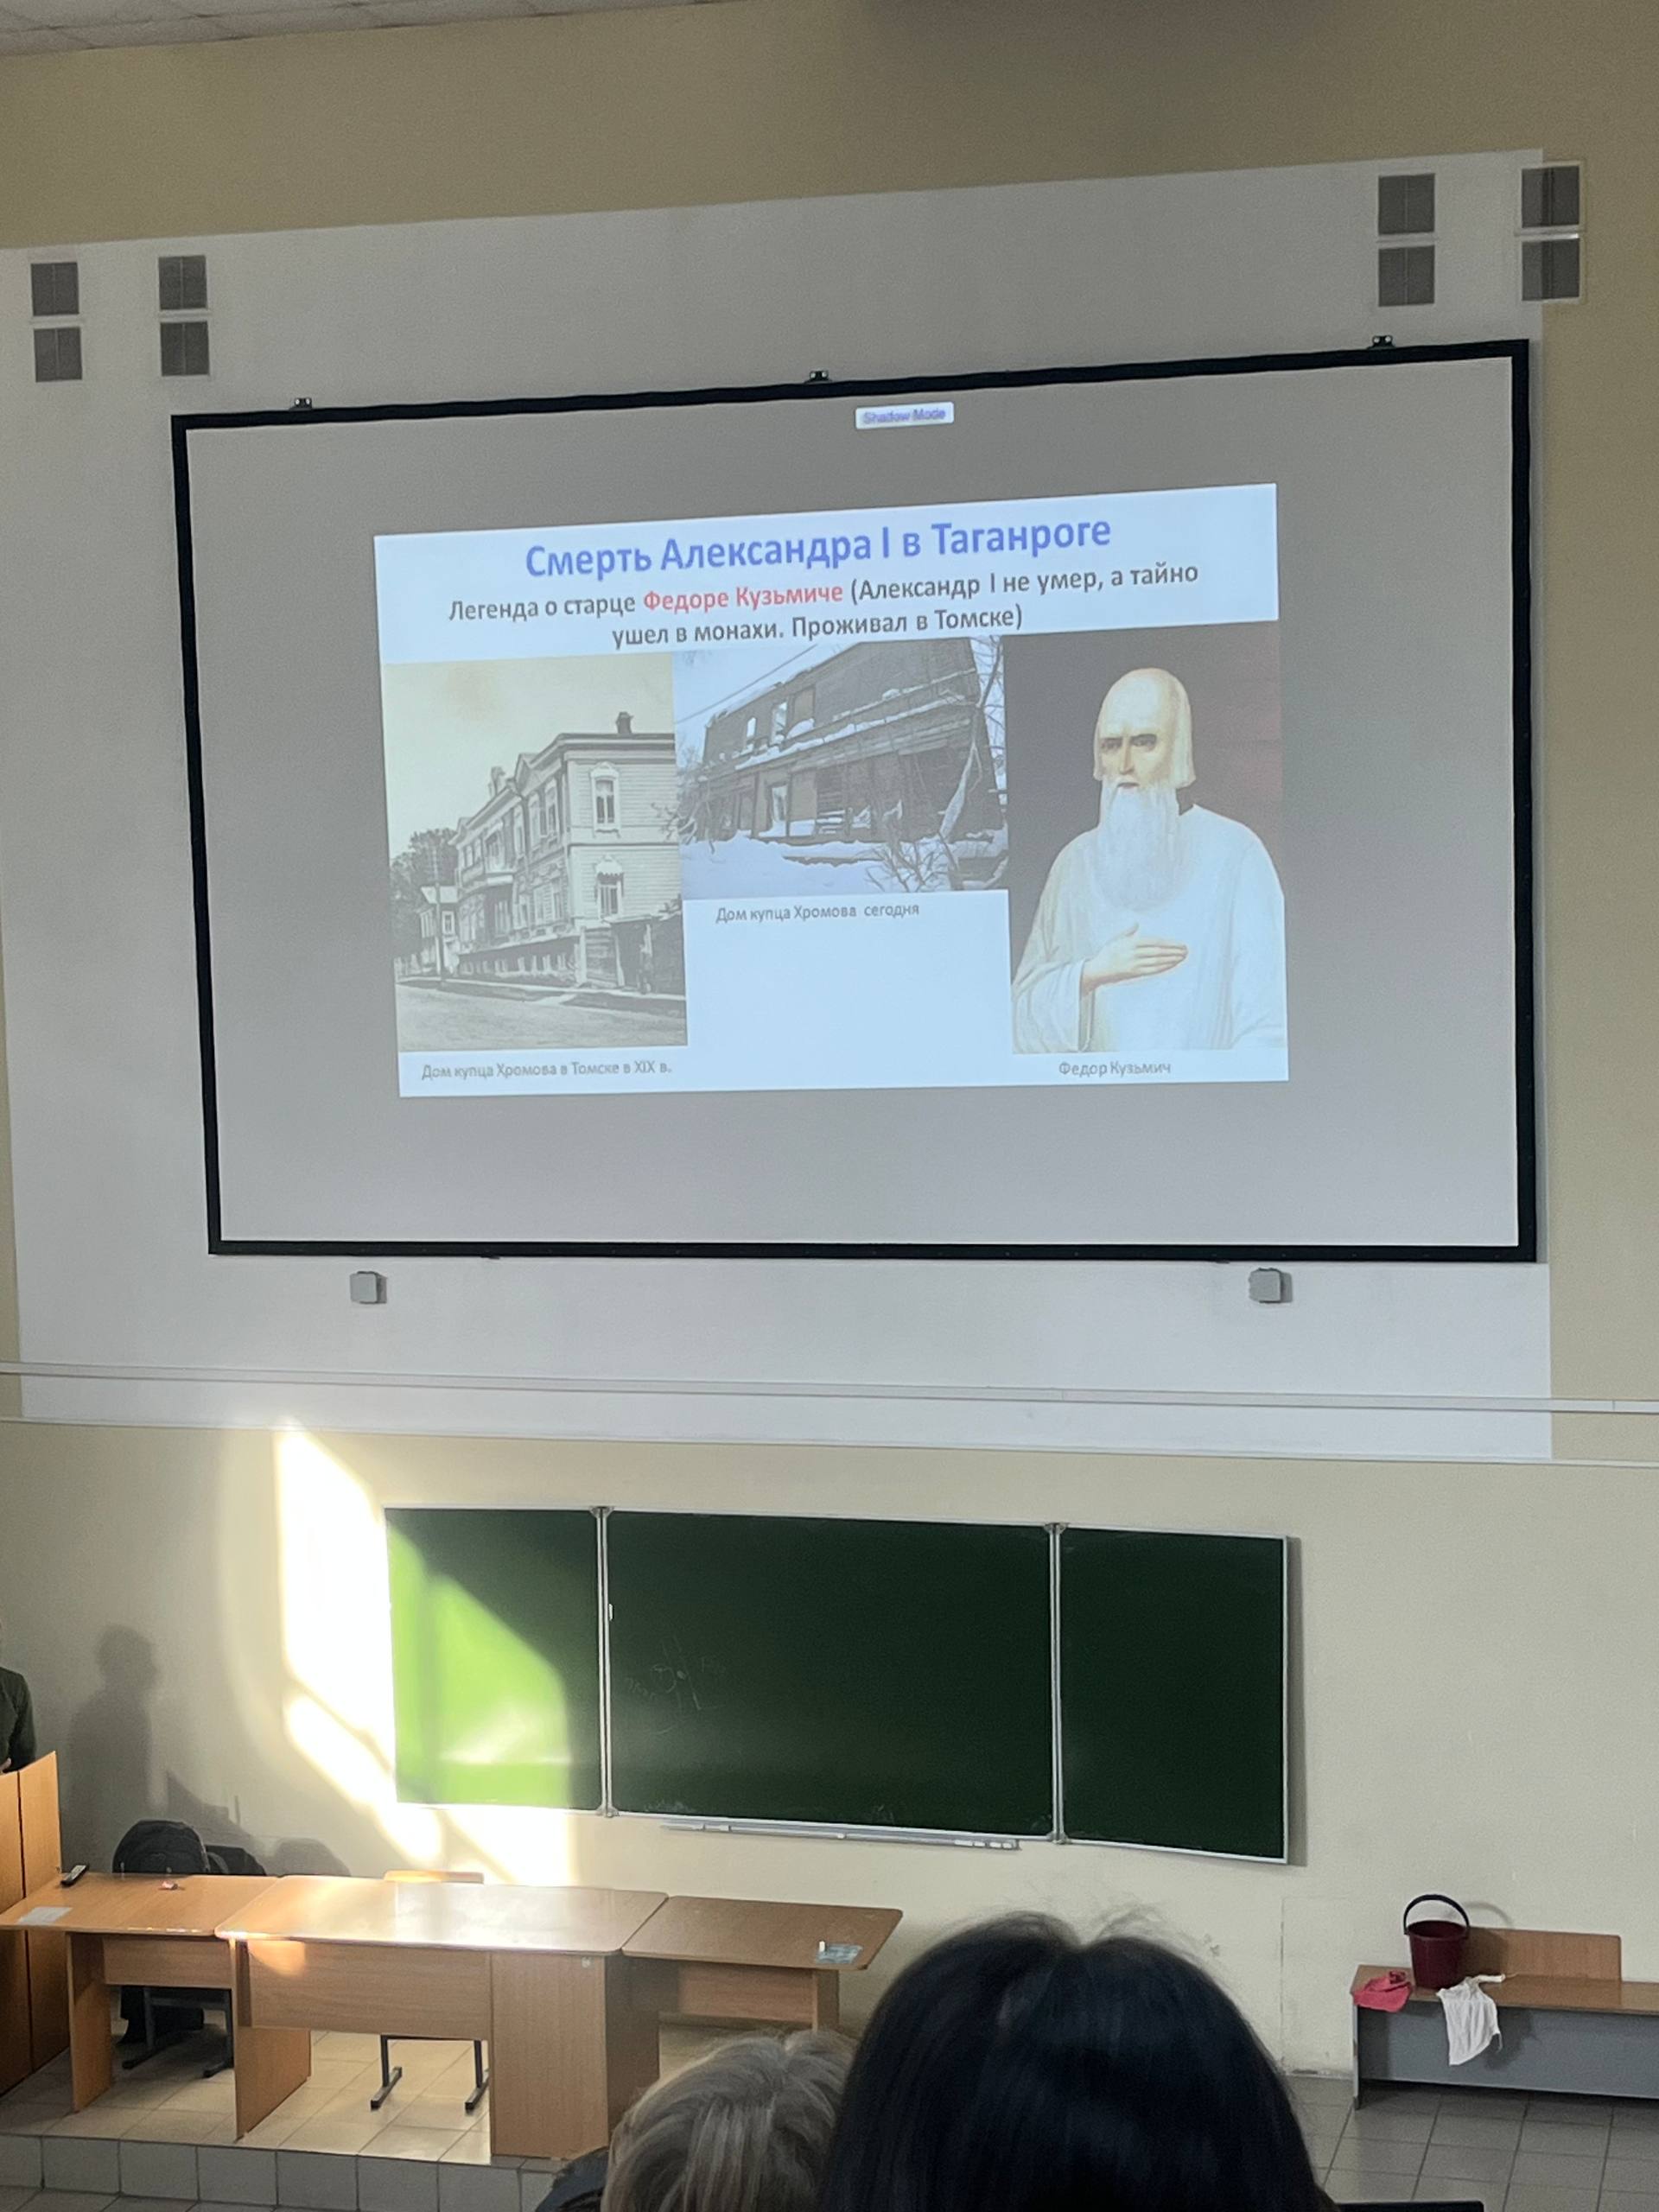 Shadow Mode
Смерть Александра I в Таганроге
Легенда о старце Федоре Кузьмиче (Александр I не умер, а тайно
ушел в монахи. Проживал в Томске)
Дом купца Хромова сегодня
Дом купца Хромова в Томске в XIX в.
Федор Кузьмич